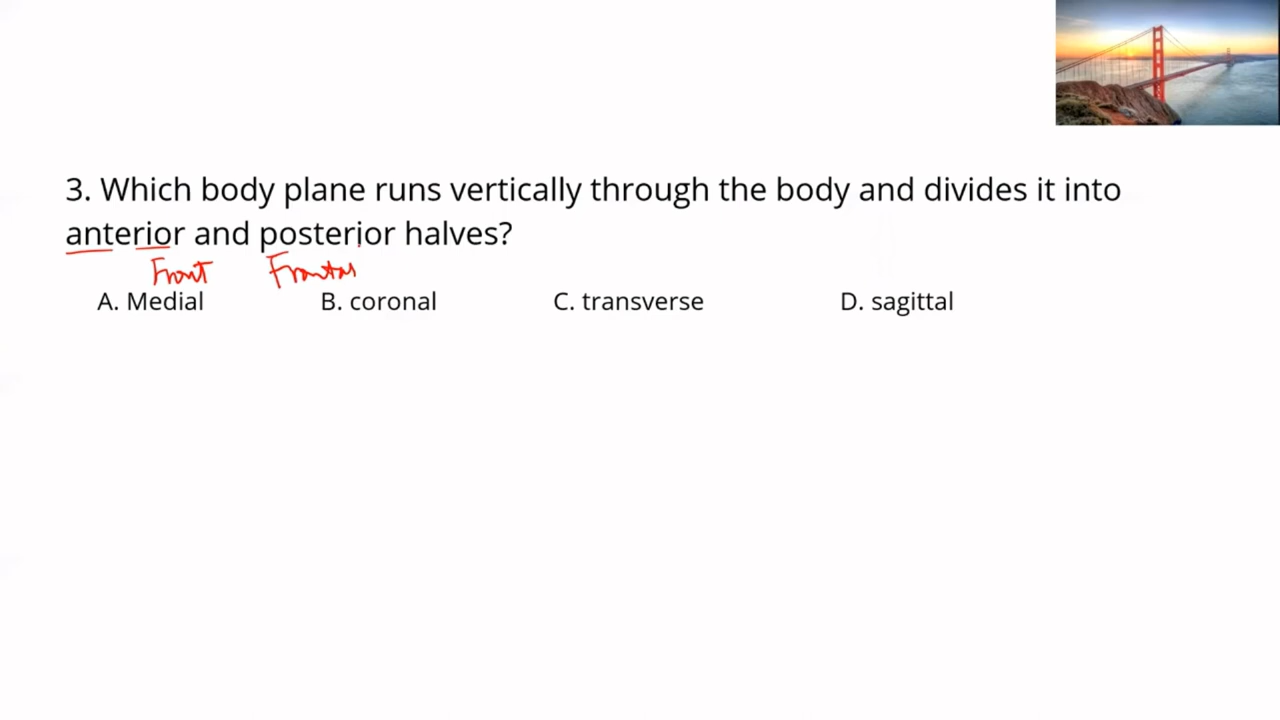 3. Which body plane runs vertically through the body and divides it into
anterior and posterior halves?
Front Frontal
A. Medial B. coronal C. transverse D. sagittal